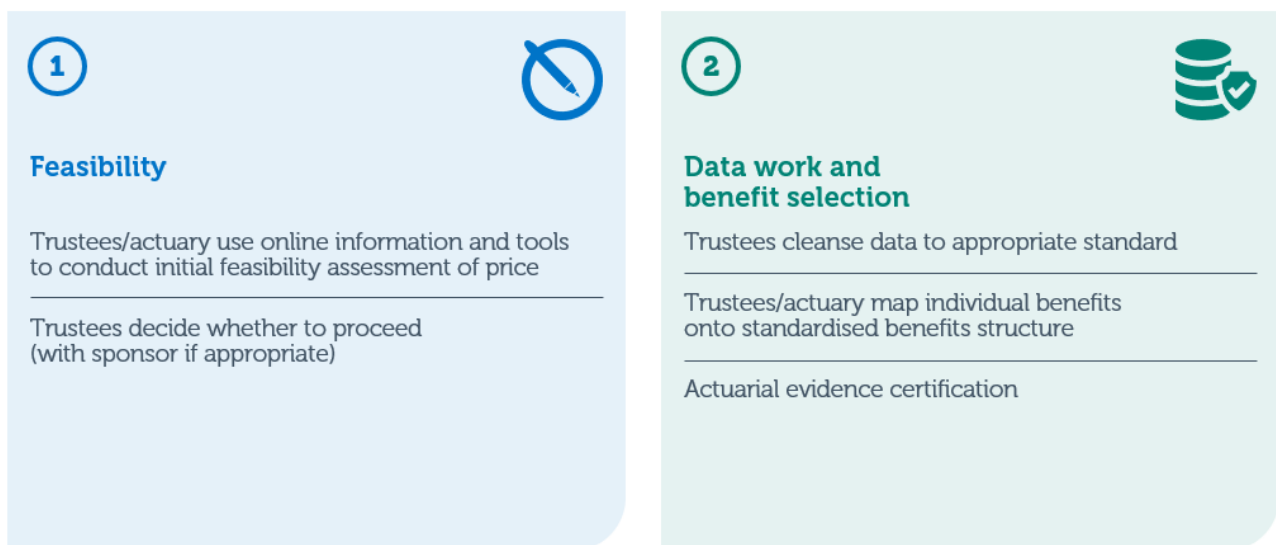 1
Feasibility
Trustees/actuary use online information and tools
to conduct initial feasibility assessment of price
Trustees decide whether to proceed
(with sponsor if appropriate)
2
Data work and
benefit selection
Trustees cleanse data to appropriate standard
Trustees/actuary map individual benefits
onto standardised benefits structure
Actuarial evidence certification